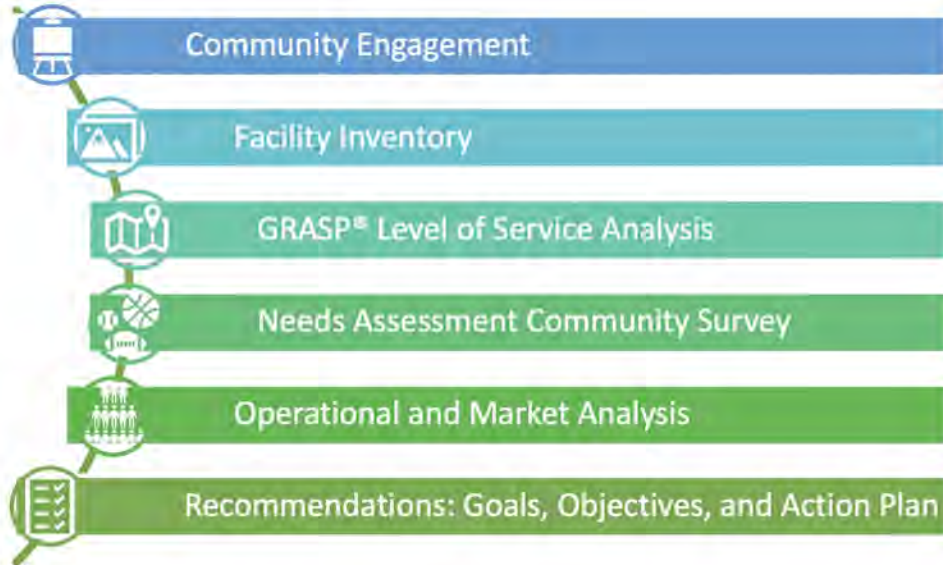 Community Engagement
Facility Inventory
GRASP® Level of Service Analysis
Needs Assessment Community Survey
Operational and Market Analysis
Recommendations: Goals, Objectives, and Action Plan